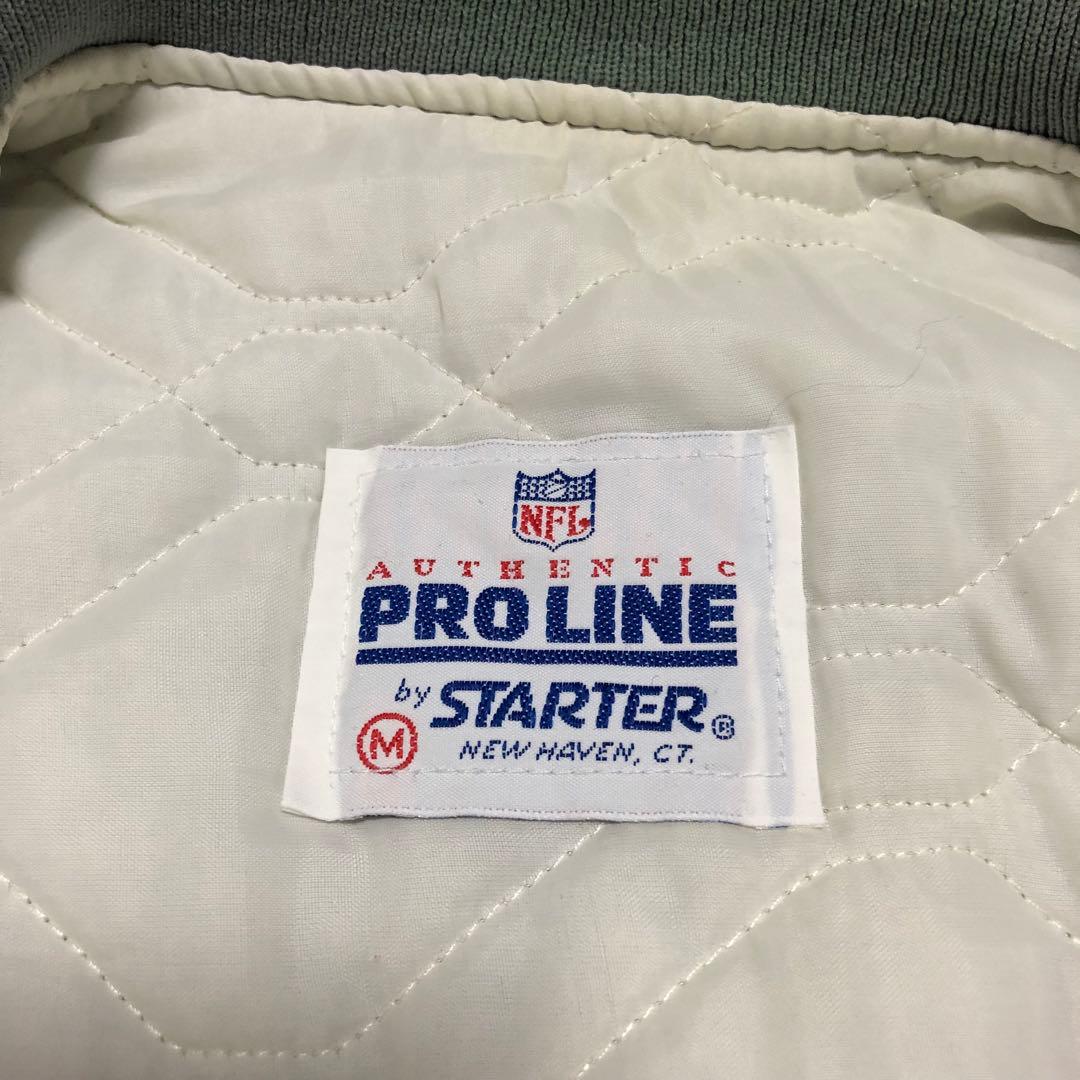 NFL
AUTHENTIC
PRO LINE
by STARTER®
M
NEW HAVEN, CT.